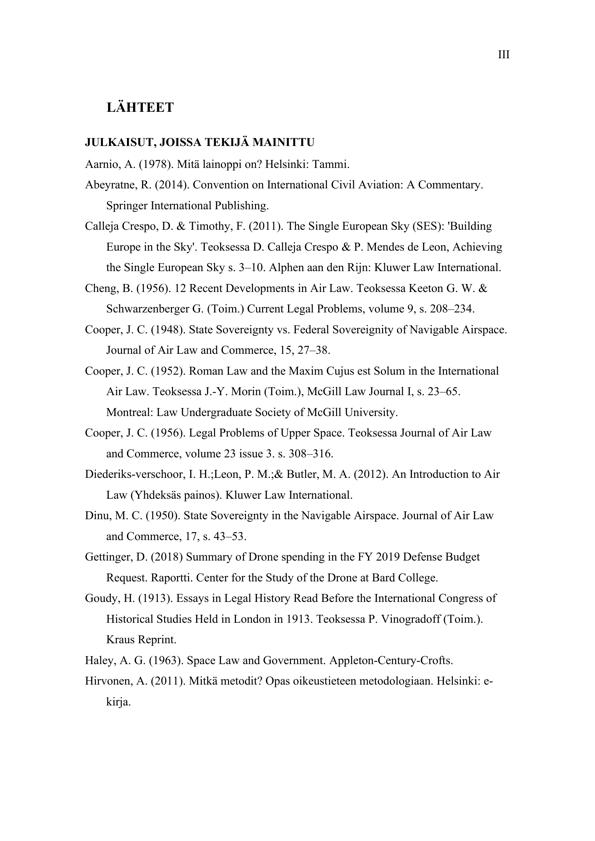 III
LÄHTEET
JULKAISUT, JOISSA TEKIJÄ MAINITTU
Aarnio, A. (1978). Mitä lainoppi on? Helsinki: Tammi.
Abeyratne, R. (2014). Convention on International Civil Aviation: A Commentary.
Springer International Publishing.
Calleja Crespo, D. & Timothy, F. (2011). The Single European Sky (SES): 'Building
Europe in the Sky'. Teoksessa D. Calleja Crespo & P. Mendes de Leon, Achieving
the Single European Sky s. 3–10. Alphen aan den Rijn: Kluwer Law International.
Cheng, B. (1956). 12 Recent Developments in Air Law. Teoksessa Keeton G. W. &
Schwarzenberger G. (Toim.) Current Legal Problems, volume 9, s. 208–234.
Cooper, J. C. (1948). State Sovereignty vs. Federal Sovereignity of Navigable Airspace.
Journal of Air Law and Commerce, 15, 27–38.
Cooper, J. C. (1952). Roman Law and the Maxim Cujus est Solum in the International
Air Law. Teoksessa J.-Y. Morin (Toim.), McGill Law Journal I, s. 23–65.
Montreal: Law Undergraduate Society of McGill University.
Cooper, J. C. (1956). Legal Problems of Upper Space. Teoksessa Journal of Air Law
and Commerce, volume 23 issue 3. s. 308–316.
Diederiks-verschoor, I. H.;Leon, P. M.;& Butler, M. A. (2012). An Introduction to Air
Law (Yhdeksäs painos). Kluwer Law International.
Dinu, M. C. (1950). State Sovereignty in the Navigable Airspace. Journal of Air Law
and Commerce, 17, s. 43–53.
Gettinger, D. (2018) Summary of Drone spending in the FY 2019 Defense Budget
Request. Raportti. Center for the Study of the Drone at Bard College.
Goudy, H. (1913). Essays in Legal History Read Before the International Congress of
Historical Studies Held in London in 1913. Teoksessa P. Vinogradoff (Toim.).
Kraus Reprint.
Haley, A. G. (1963). Space Law and Government. Appleton-Century-Crofts.
Hirvonen, A. (2011). Mitkä metodit? Opas oikeustieteen metodologiaan. Helsinki: e-
kirja.